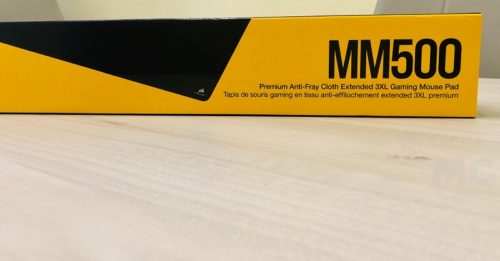 MM500
Premium Anti-Fray Cloth Extended 3XL Gaming Mouse Pad
Tapis de souris gaming en tissu anti-effilochement extended 3XL premium
MC